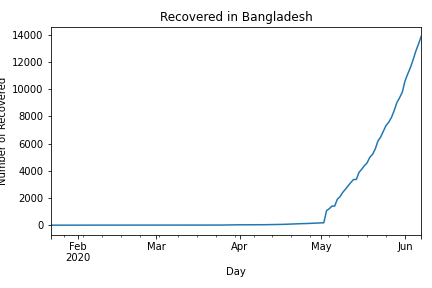 Recovered in Bangladesh
Number of Recovered
14000
12000
10000
8000
6000
4000
2000
0
Feb
2020
Mar
Apr
May
Jun
Day